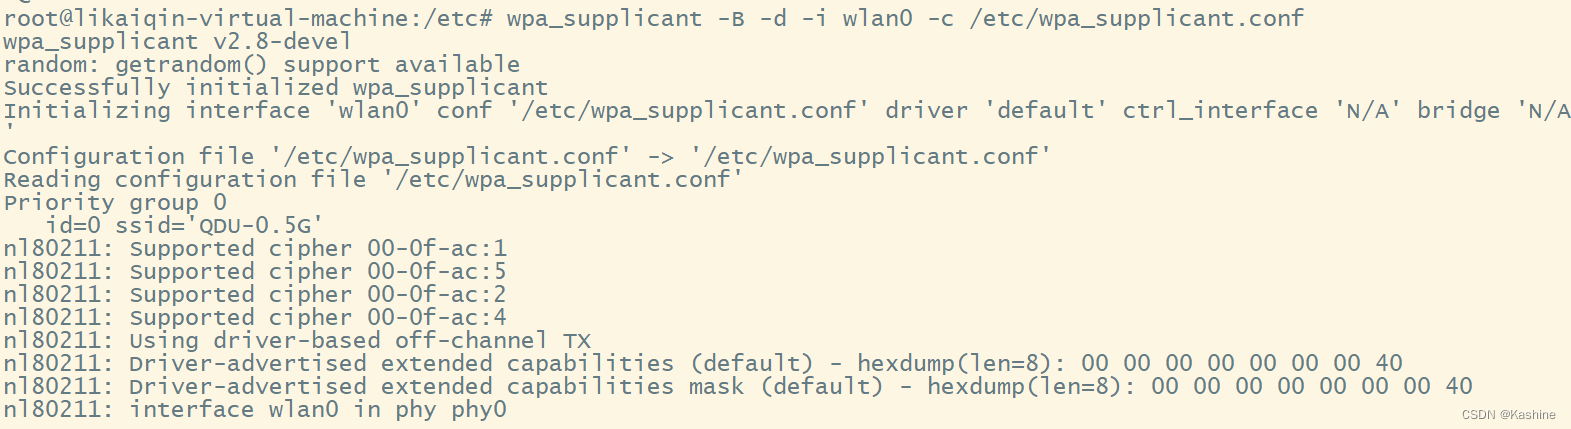 root@likaiqin-virtual-machine:/etc# wpa_supplicant -B -d -i wlan0 -c /etc/wpa_supplicant.conf
wpa_supplicant v2.8-devel
random: getrandom() support available
Successfully initialized wpa_supplicant
Initializing interface 'wlan0' conf '/etc/wpa_supplicant.conf' driver 'default' ctrl_interface 'N/A' bridge 'N/A
'
Configuration file '/etc/wpa_supplicant.conf' -> '/etc/wpa_supplicant.conf'
Reading configuration file '/etc/wpa_supplicant.conf'
Priority group 0
   id=0 ssid='QDU-0.5G'
nl80211: Supported cipher 00-0f-ac:1
nl80211: Supported cipher 00-0f-ac:5
nl80211: Supported cipher 00-0f-ac:2
nl80211: Supported cipher 00-0f-ac:4
nl80211: Using driver-based off-channel TX
nl80211: Driver-advertised extended capabilities (default) - hexdump(len=8): 00 00 00 00 00 00 00 40
nl80211: Driver-advertised extended capabilities mask (default) - hexdump(len=8): 00 00 00 00 00 00 00 40
nl80211: interface wlan0 in phy phy0
CSDN @Kashine